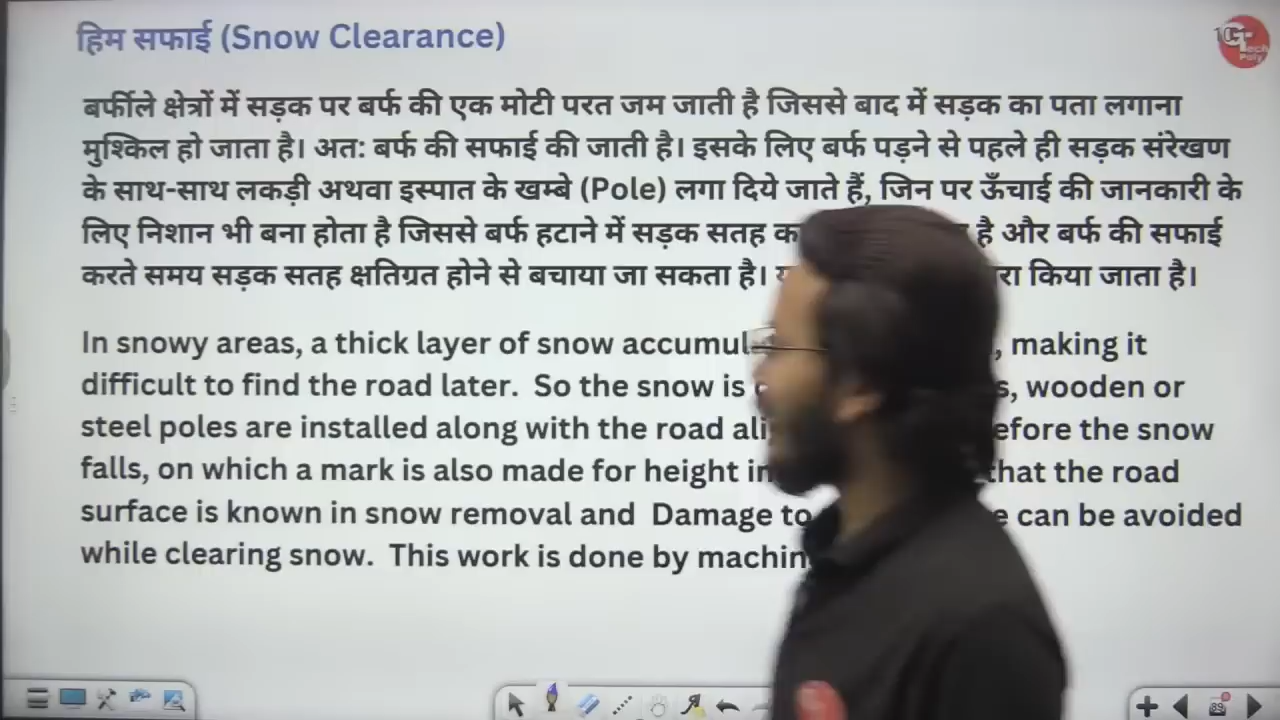 हिम सफाई (Snow Clearance)
GTech Poly
बर्फीले क्षेत्रों में सड़क पर बर्फ की एक मोटी परत जम जाती है जिससे बाद में सड़क का पता लगाना
मुश्किल हो जाता है। अत: बर्फ की सफाई की जाती है। इसके लिए बर्फ पड़ने से पहले ही सड़क संरेखण
के साथ-साथ लकड़ी अथवा इस्पात के खम्बे (Pole) लगा दिये जाते हैं, जिन पर ऊँचाई की जानकारी के
लिए निशान भी बना होता है जिससे बर्फ हटाने में सड़क सतह है और बर्फ की सफाई
करते समय सड़क सतह क्षतिग्रत होने से बचाया जा सकता है। किया जाता है।
In snowy areas, a thick layer of snow , making it
difficult to find the road later. So the snow is wooden or
steel poles are installed along with the road the snow
falls, on which a mark is also made for height that the road
surface is known in snow removal and Damage to can be avoided
while clearing snow. This work is done by
89